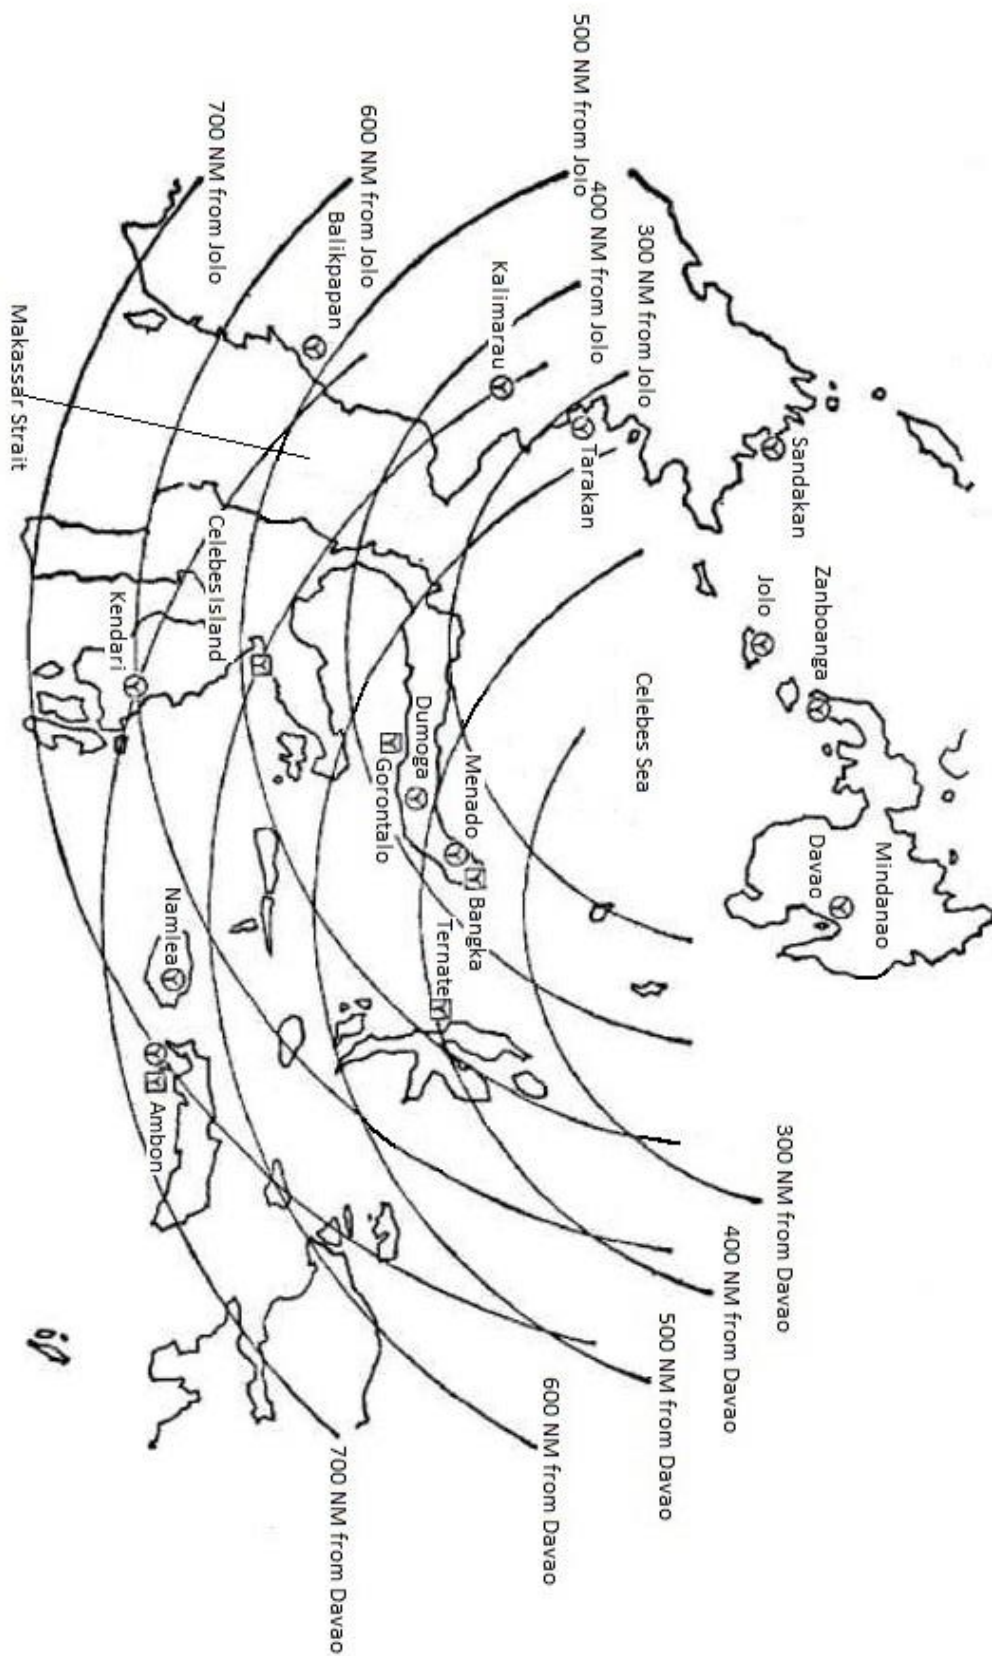 500 NM from Jolo
400 NM from Jolo
300 NM from Jolo
600 NM from Jolo
700 NM from Jolo
Balikpapan
Kalimarau
Tarakan
Sandakan
Zanboanga
Jolo
Mindanao
Davao
Celebes Sea
Makassar Strait
Celebes Island
Kendari
Dumoga
Gorontalo
Menado
Bangka
Ternate
Namlea
Ambon
300 NM from Davao
400 NM from Davao
500 NM from Davao
600 NM from Davao
700 NM from Davao